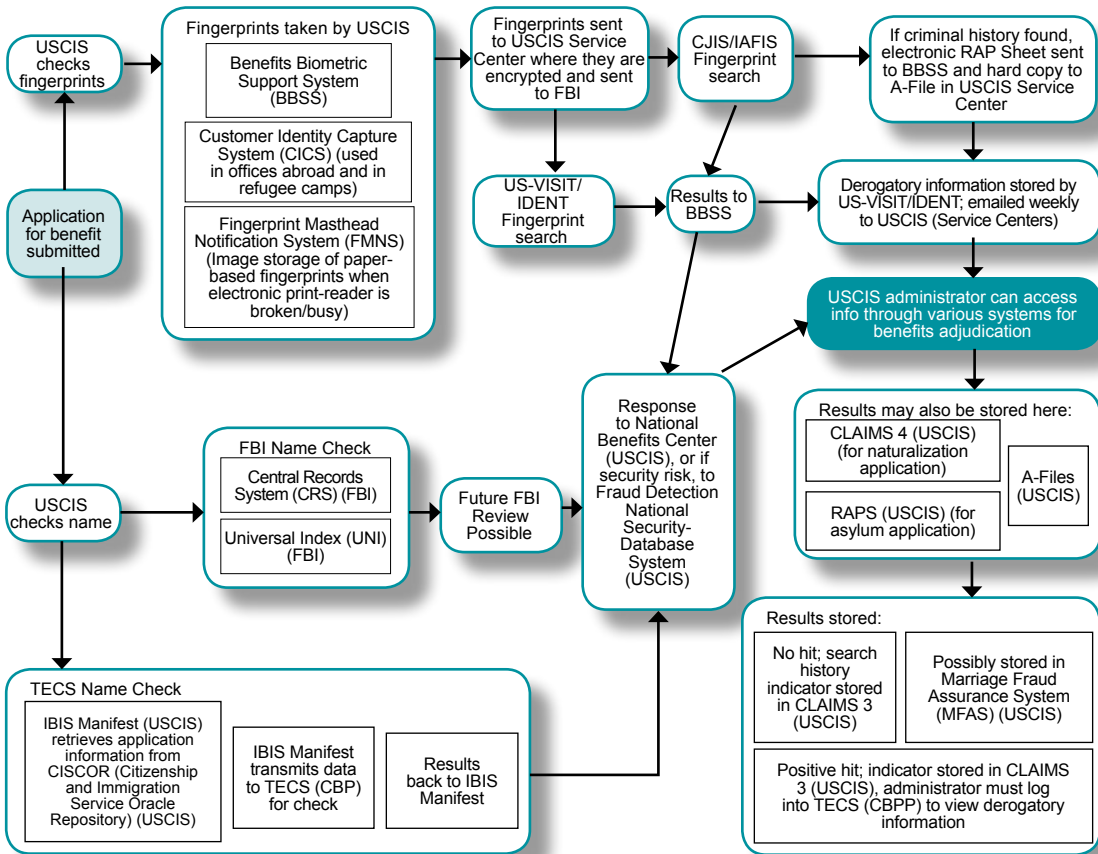 USCIS
checks
fingerprints
Fingerprints taken by USCIS
Benefits Biometric
Support System
(BBSS)
Customer Identity Capture
System (CICS) (used
in offices abroad and in
refugee camps)
Fingerprint Masthead
Notification System (FMNS)
(Image storage of paper-
based fingerprints when
electronic print-reader is
broken/busy)
Fingerprints sent
to USCIS Service
Center where they are
encrypted and sent
to FBI
CJIS/IAFIS
Fingerprint
search
If criminal history found,
electronic RAP Sheet sent
to BBSS and hard copy to
A-File in USCIS Service
Center
Application
for benefit
submitted
US-VISIT/
IDENT
Fingerprint
search
Results to
BBSS
Derogatory information stored by
US-VISIT/IDENT; emailed weekly
to USCIS (Service Centers)
USCIS administrator can access
info through various systems for
benefits adjudication
USCIS
checks name
FBI Name Check
Central Records
System (CRS) (FBI)
Universal Index (UNI)
(FBI)
Future FBI
Review
Possible
Response
to National
Benefits Center
(USCIS), or if
security risk, to
Fraud Detection
National
Security-
Database
System
(USCIS)
Results may also be stored here:
CLAIMS 4 (USCIS)
(for naturalization
application)
RAPS (USCIS) (for
asylum application)
A-Files
(USCIS)
TECS Name Check
IBIS Manifest (USCIS)
retrieves application
information from
CISCOR (Citizenship
and Immigration
Service Oracle
Repository) (USCIS)
IBIS Manifest
transmits data
to TECS (CBP)
for check
Results
back to IBIS
Manifest
Results stored:
No hit; search
history
indicator stored
in CLAIMS 3
(USCIS)
Possibly stored in
Marriage Fraud
Assurance System
(MFAS) (USCIS)
Positive hit; indicator stored in CLAIMS
3 (USCIS), administrator must log
into TECS (CBPP) to view derogatory
information